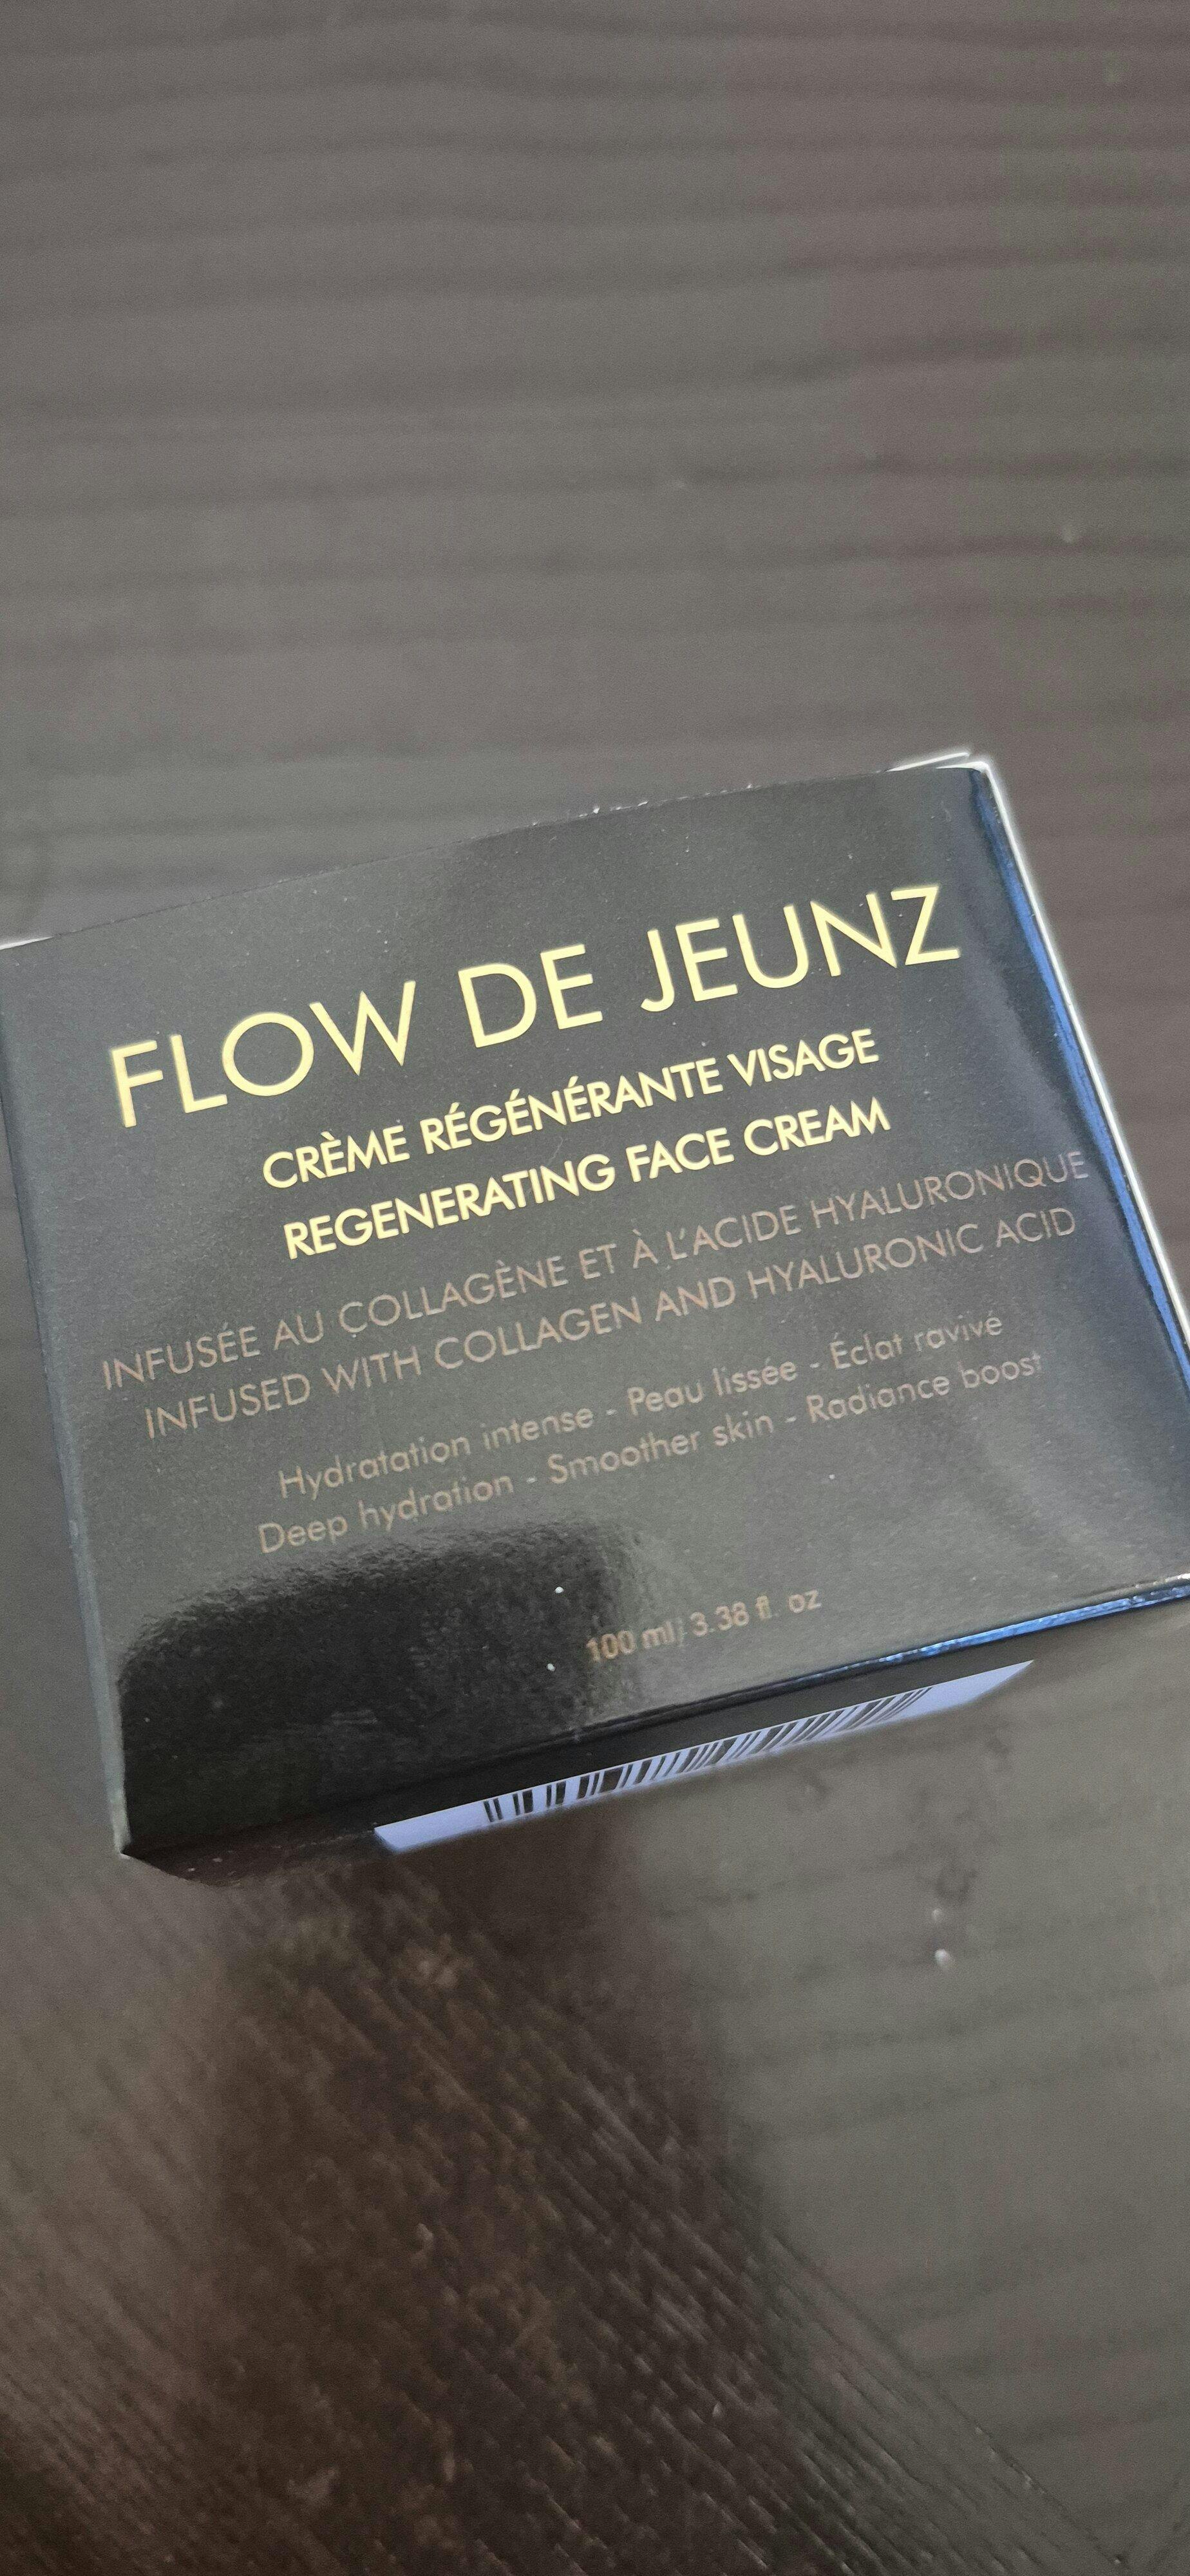 FLOW DE JEUNZ
CRÈME RÉGÉNÉRANTE VISAGE
REGENERATING FACE CREAM
INFUSÉE AU COLLAGÈNE ET À L'ACIDE HYALURONIQUE
INFUSED WITH COLLAGEN AND HYALURONIC ACID
Hydratation intense - Peau lissée - Éclat ravivé
Deep hydration - Smoother skin - Radiance boost
100 ml | 3.38 fl. oz